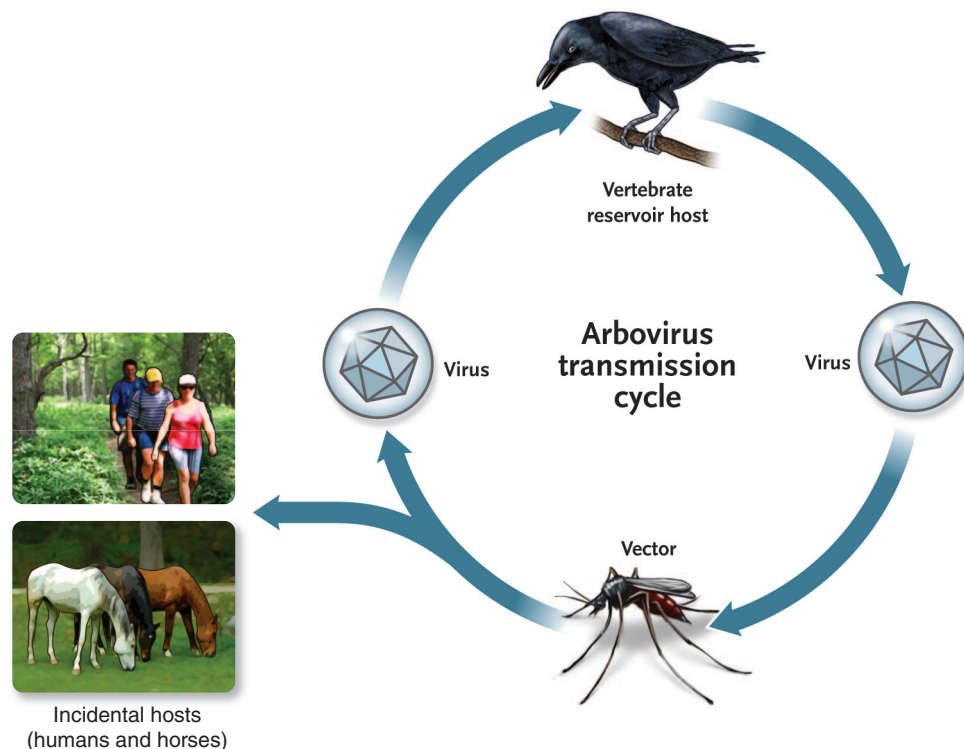 Vertebrate
reservoir host
Virus
Arbovirus
transmission
cycle
Virus
Vector
Incidental hosts
(humans and horses)